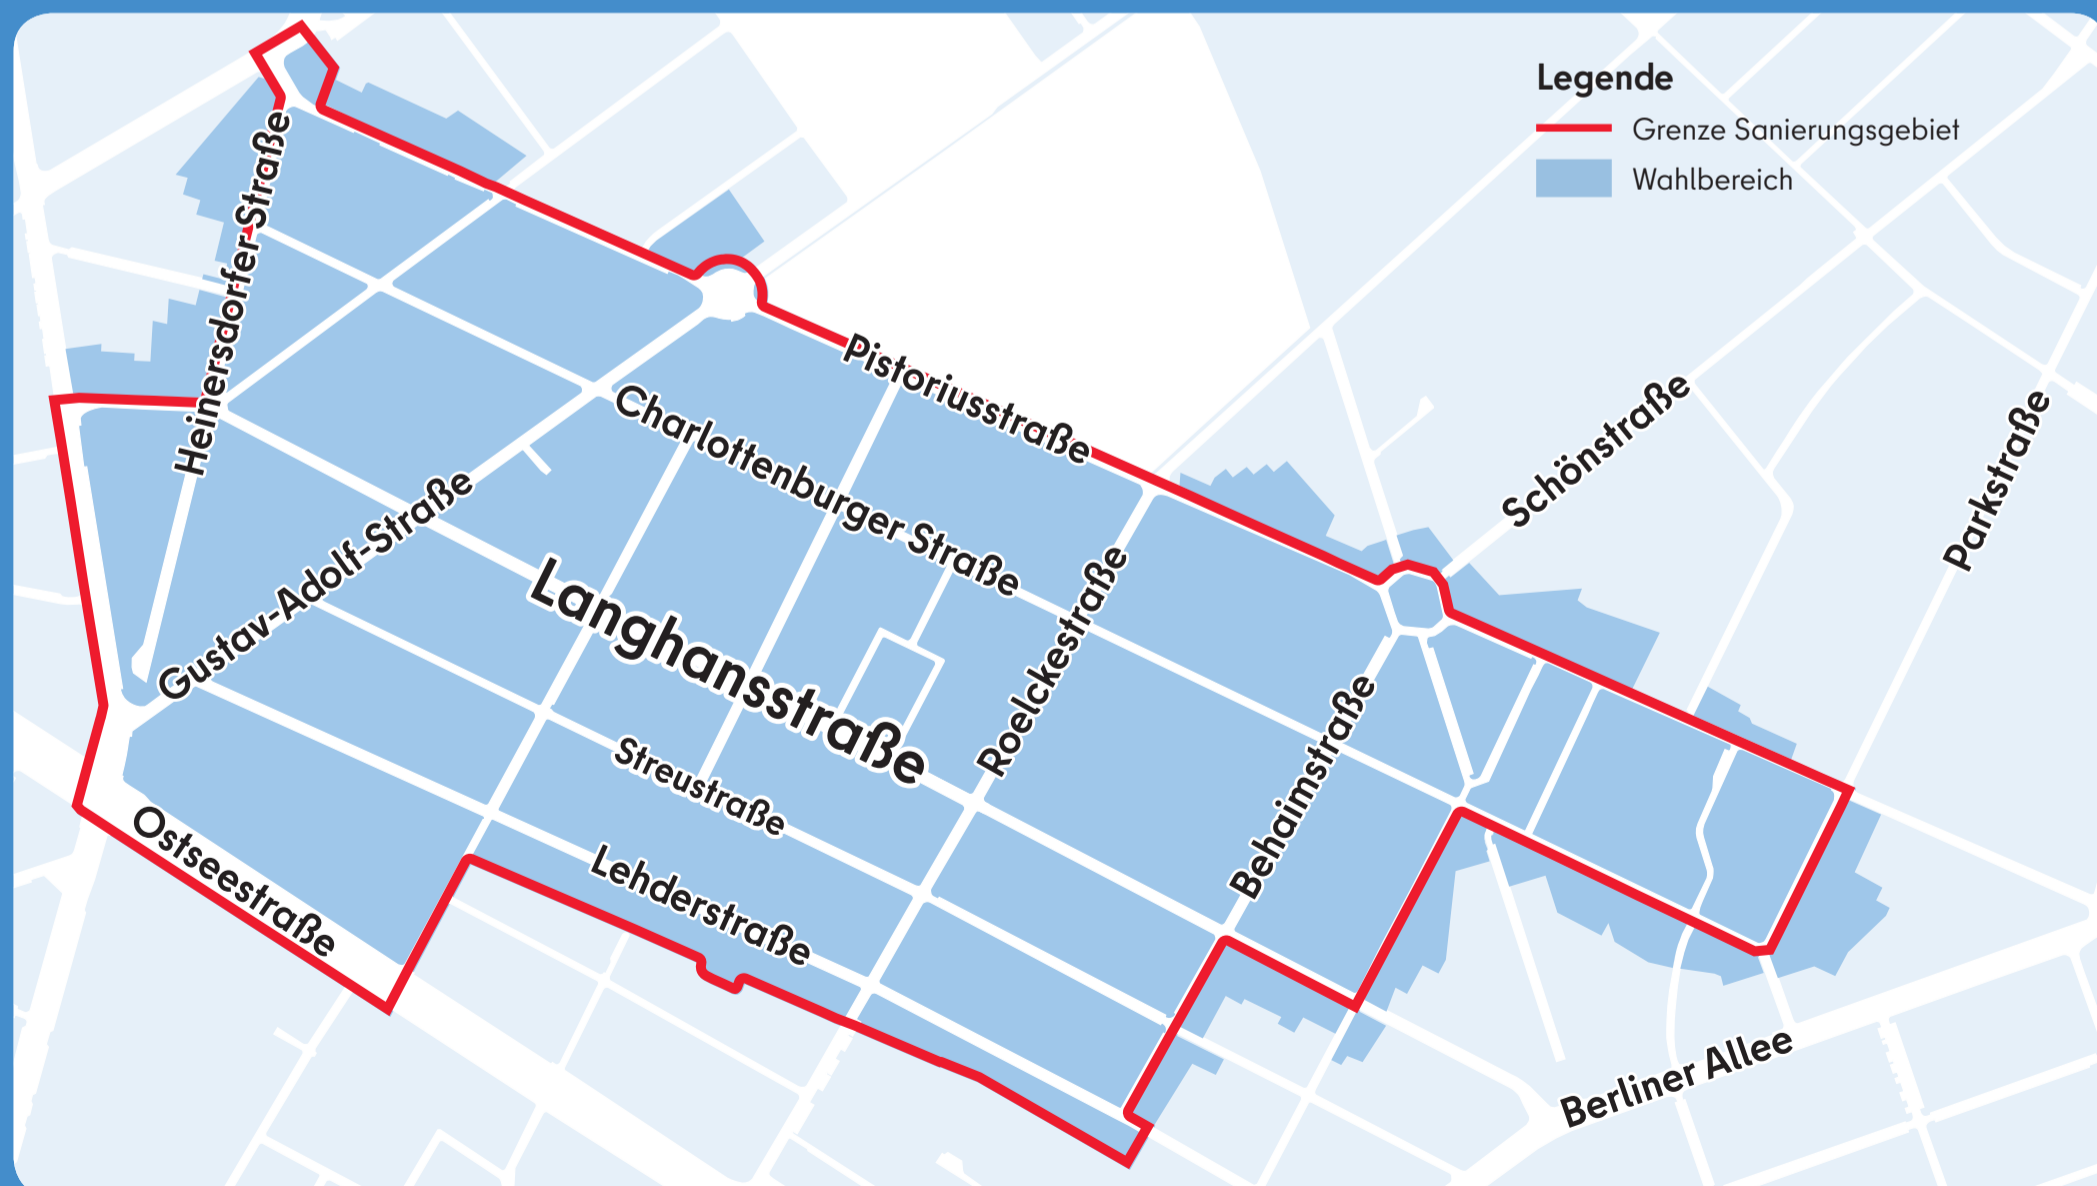 Legende
Grenze Sanierungsgebiet
Wahlbereich
Heinersdorfer Straße
Pistoriusstraße
Charlottenburger Straße
Schönstraße
Parkstraße
Gustav-Adolf-Straße
Langhansstraße
Roelckestraße
Behaimstraße
Streustraße
Lehderstraße
Ostseestraße
Berliner Allee